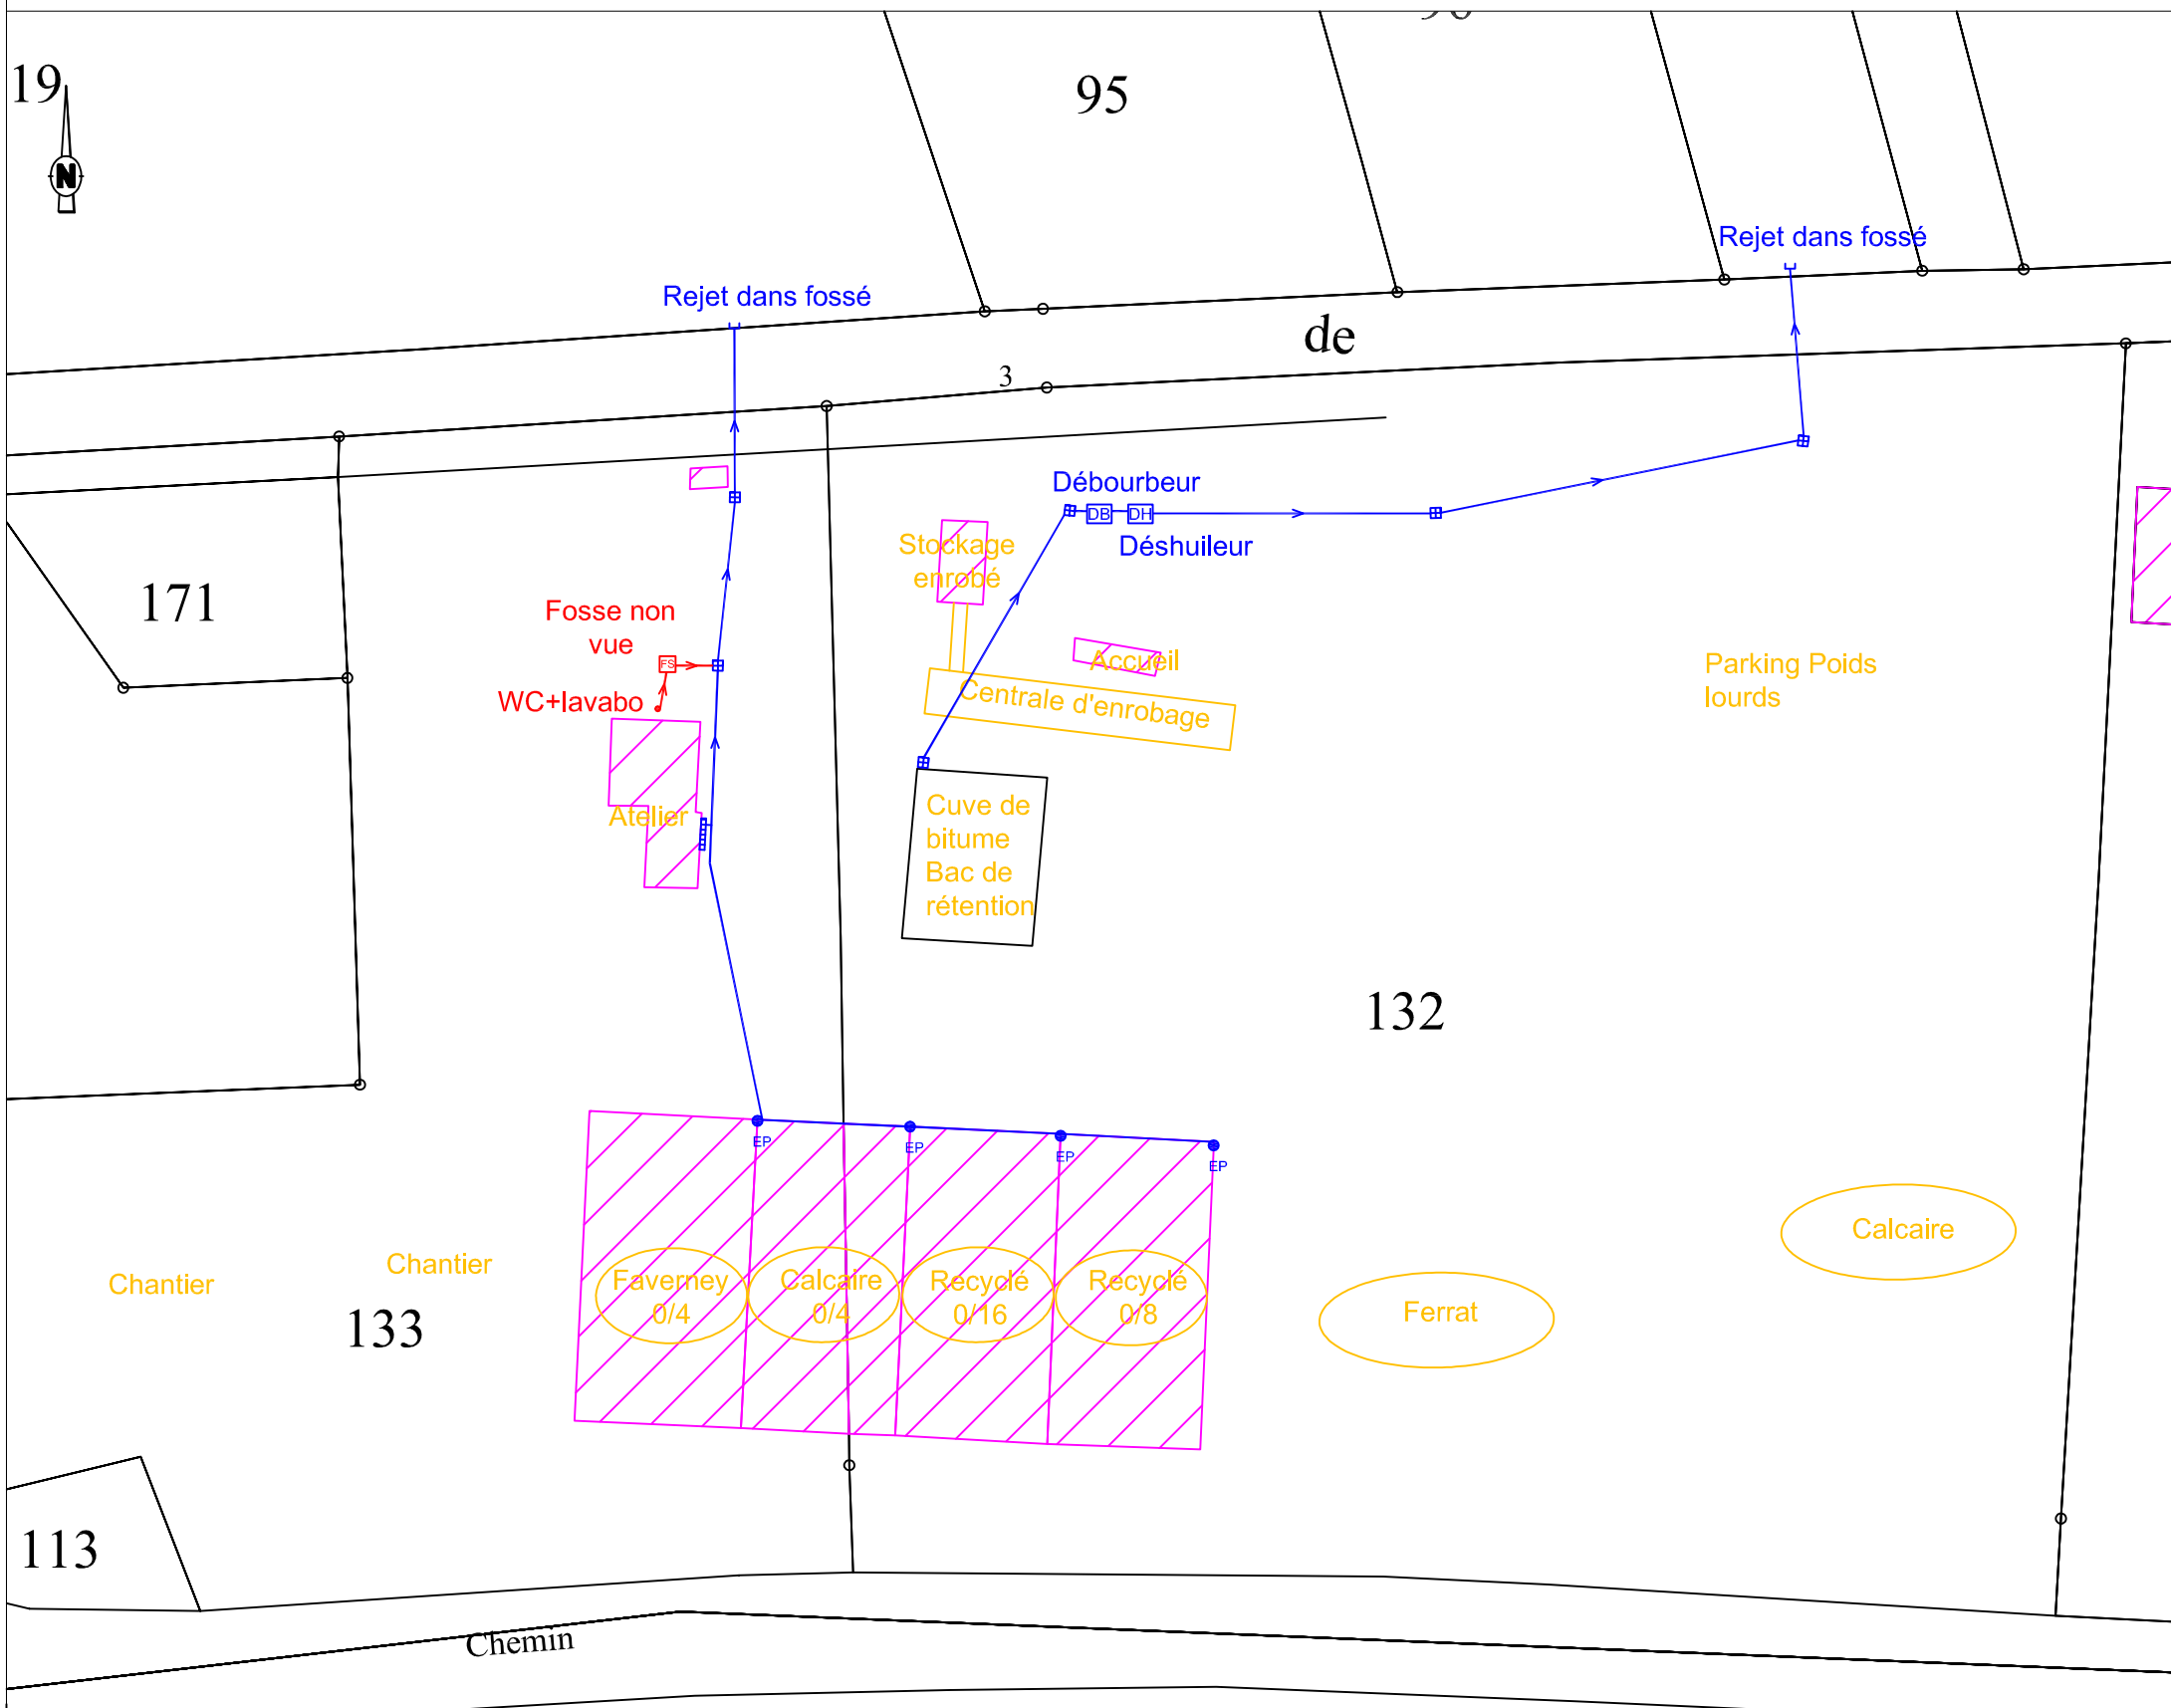 19
95
N
Rejet dans fossé
Rejet dans fossé
de
3
Débourbeur
DB
DH
Déshuileur
Stockage
enrobé
171
Fosse non
vue
FS
WC+lavabo
Accueil
Centrale d'enrobage
Parking Poids
lourds
Atelier
Cuve de
bitume
Bac de
rétention
132
EP
EP
EP
EP
Chantier
Chantier
133
Faverney
0/4
Calcaire
0/4
Recyclé
0/16
Recyclé
0/8
Ferrat
Calcaire
113
Chemin